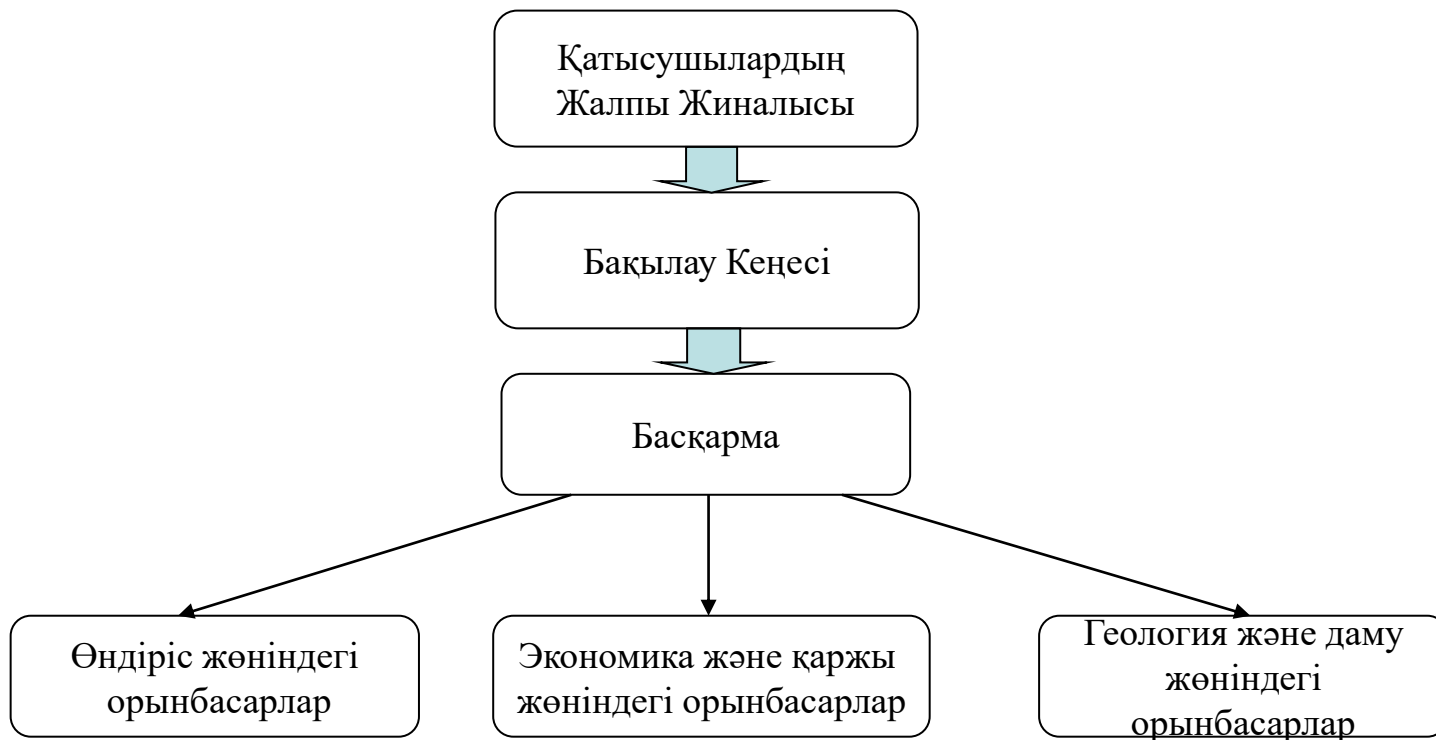 Қатысушылардың
Жалпы Жиналысы
Бақылау Кеңесі
Басқарма
Өндіріс жөніндегі
орынбасарлар
Экономика және қаржы
жөніндегі орынбасарлар
Геология және даму
жөніндегі
орынбасарлар